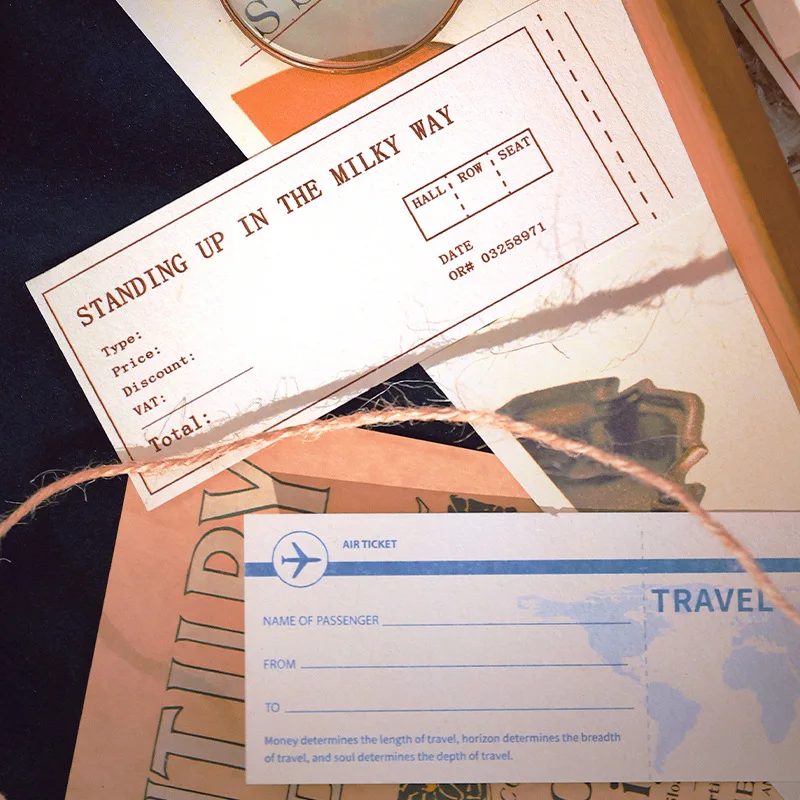 STANDING UP IN THE MILKY WAY
HALL ROW SEAT
DATE
OR# 03258971
Type:
Price:
Discount:
VAT:
Total:
AIR TICKET
TRAVEL
NAME OF PASSENGER
FROM
TO
Money determines the length of travel, horizon determines the breadth
of travel, and soul determines the depth of travel.